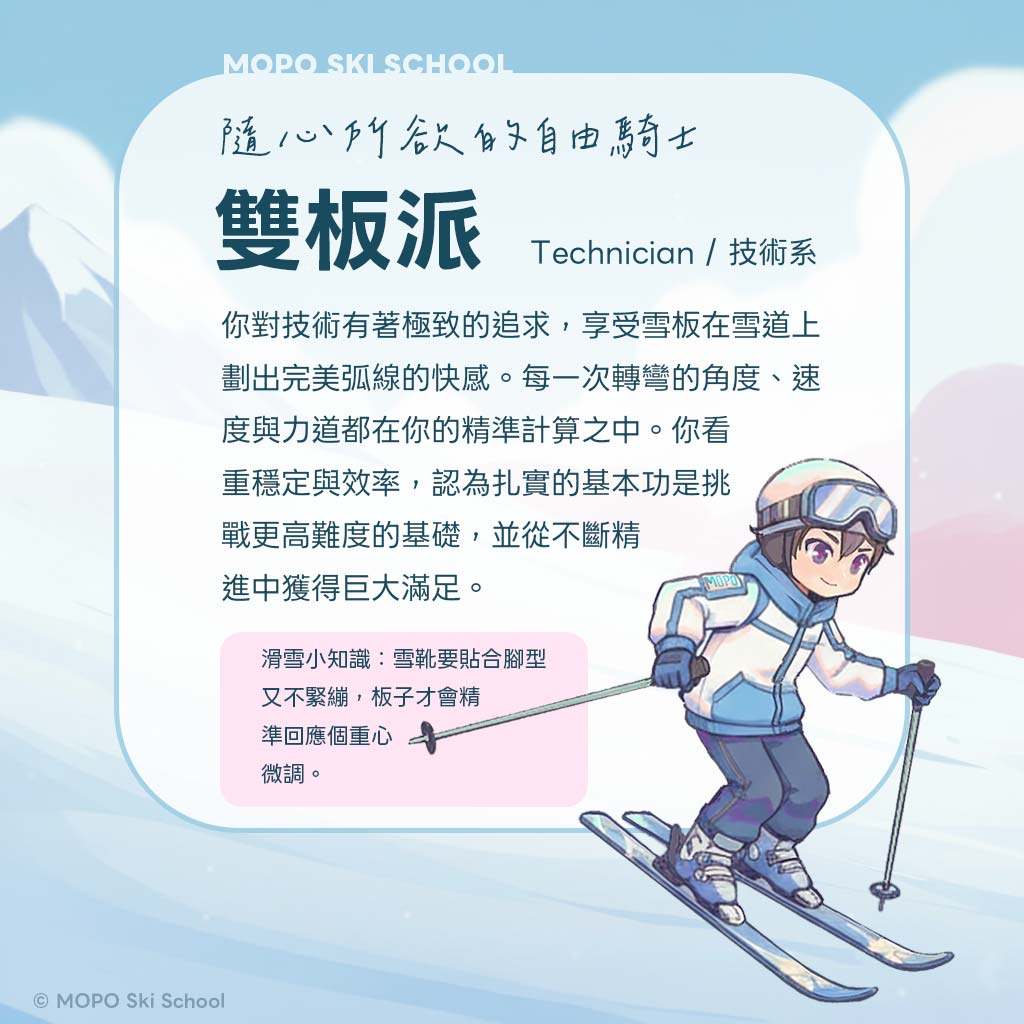 MOPO SKI SCHOOL
隨心所欲的自由騎士
雙板派 Technician / 技術系
你對技術有著極致的追求，享受雪板在雪道上
劃出完美弧線的快感。每一次轉彎的角度、速
度與力道都在你的精準計算之中。你看
重穩定與效率，認為扎實的基本功是挑
戰更高難度的基礎，並從不斷精
進中獲得巨大滿足。
MOPO
滑雪小知識：雪靴要貼合腳型
又不緊繃，板子才會精
準回應個重心
微調。
© MOPO Ski School